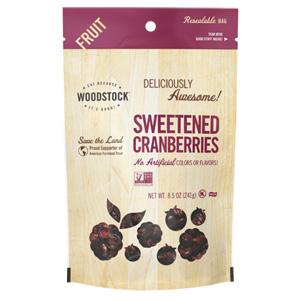 Resealable BAG
FRUIT
EAT BECAUSE
WOODSTOCK
IT'S GOOD!
DELICIOUSLY
Awesome!
SWEETENED
CRANBERRIES
Save the Land
Proud Supporter of
American Farmland Trust
No Artificial COLORS OR FLAVORS!
NET WT. 8.5 OZ (241g)